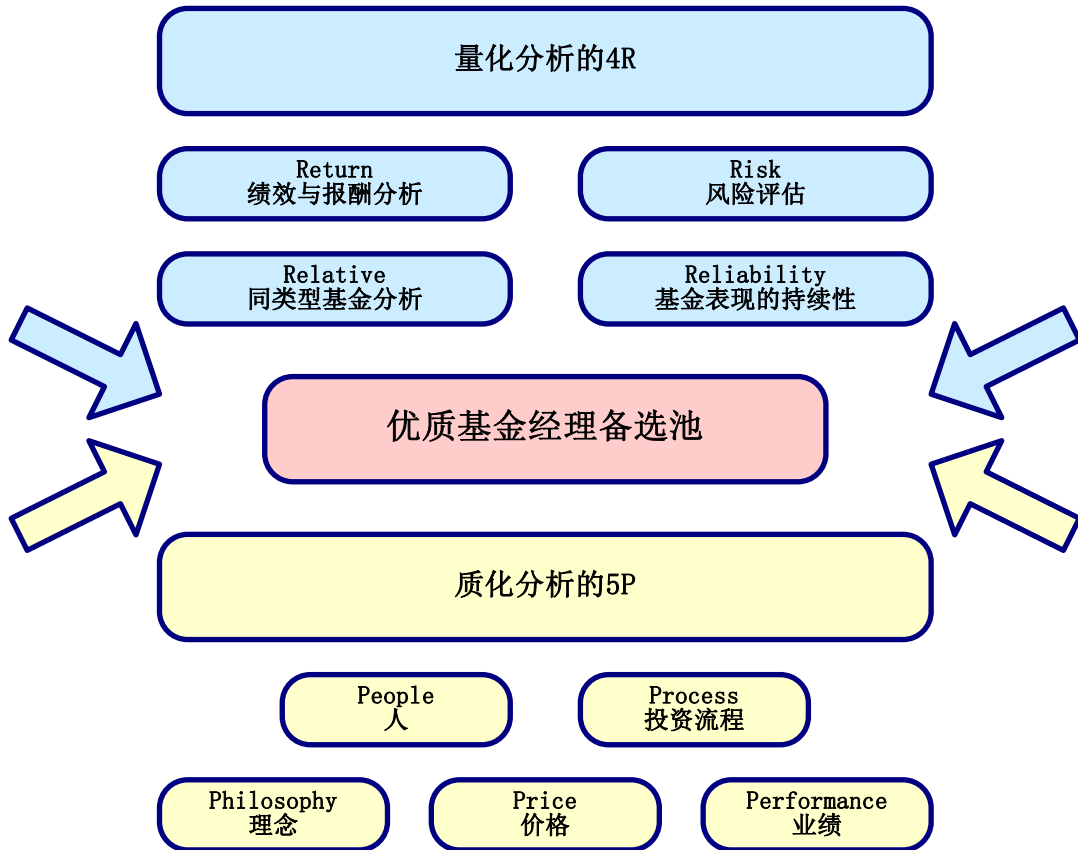 量化分析的4R
Return
绩效与报酬分析
Risk
风险评估
Relative
同类型基金分析
Reliability
基金表现的持续性
优质基金经理备选池
质化分析的5P
People
人
Process
投资流程
Philosophy
理念
Price
价格
Performance
业绩